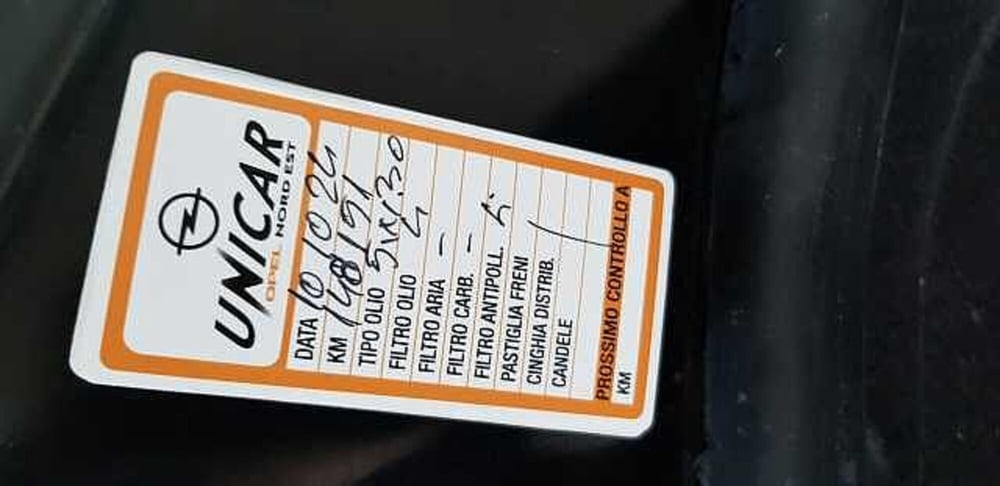 UNICAR
OPEL NORD EST
DATA 10 10 24
KM 148191
TIPO OLIO 5W30
FILTRO OLIO
FILTRO ARIA —
FILTRO CARB. —
FILTRO ANTIPOLL.
PASTIGLIA FRENI
CINGHIA DISTRIB.
CANDELE
PROSSIMO CONTROLLO A
KM